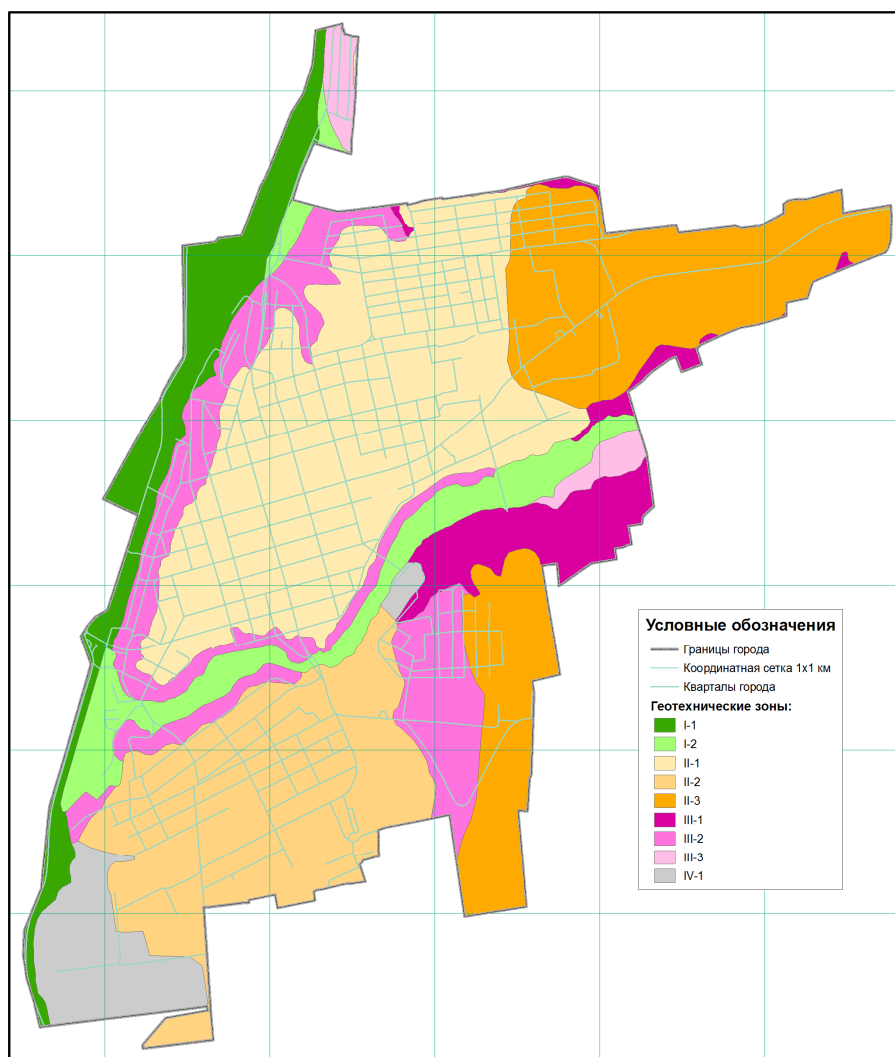 Условные обозначения
Границы города
Координатная сетка 1х1 км
Кварталы города
Геотехнические зоны:
I-1
I-2
II-1
II-2
II-3
III-1
III-2
III-3
IV-1